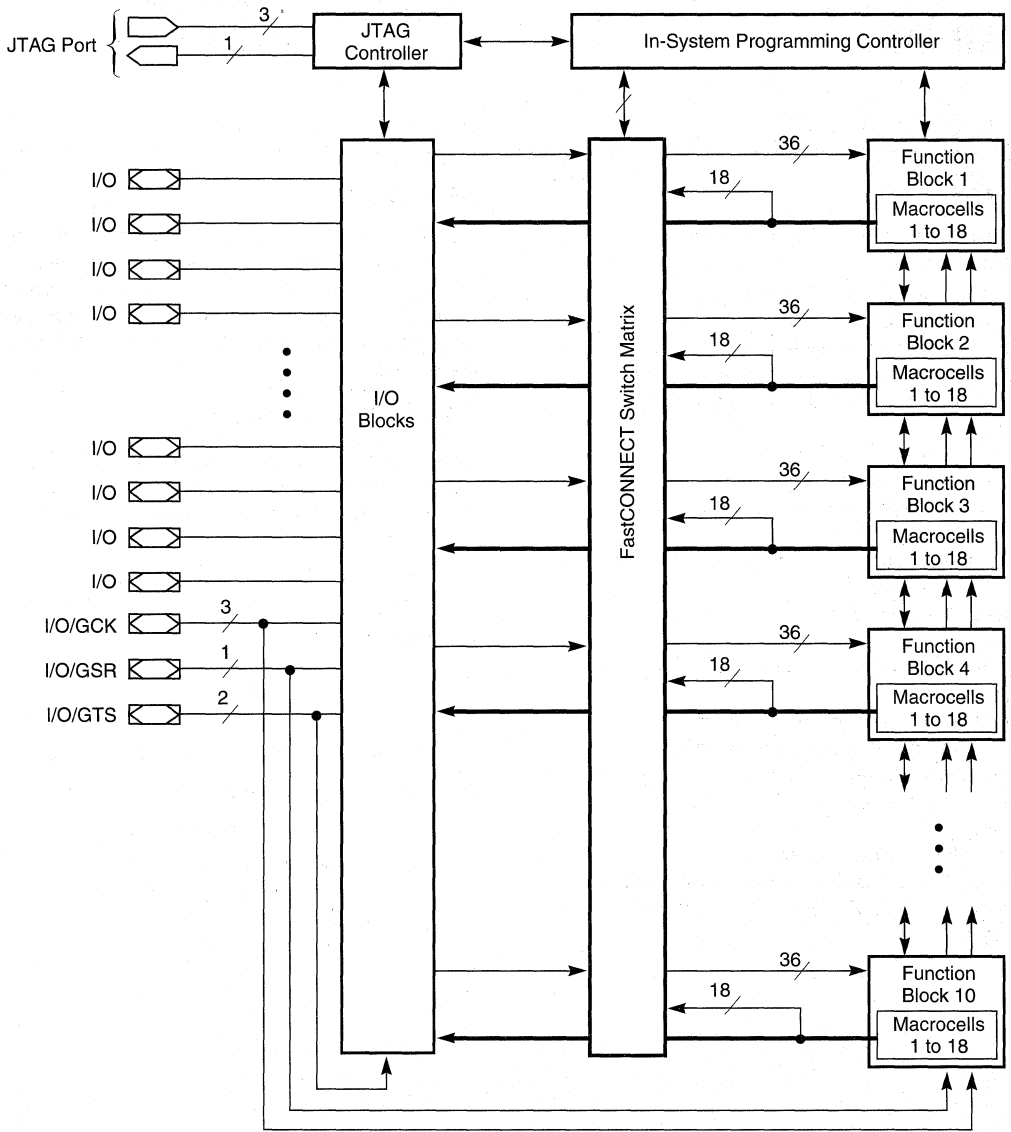 JTAG Port
3
1
JTAG
Controller
In-System Programming Controller
I/O
I/O
I/O
I/O
I/O
I/O
I/O
I/O
I/O/GCK
3
I/O/GSR
1
I/O/GTS
2
I/O
Blocks
FastCONNECT Switch Matrix
36
18
Function
Block 1
Macrocells
1 to 18
36
18
Function
Block 2
Macrocells
1 to 18
36
18
Function
Block 3
Macrocells
1 to 18
36
18
Function
Block 4
Macrocells
1 to 18
36
18
Function
Block 10
Macrocells
1 to 18